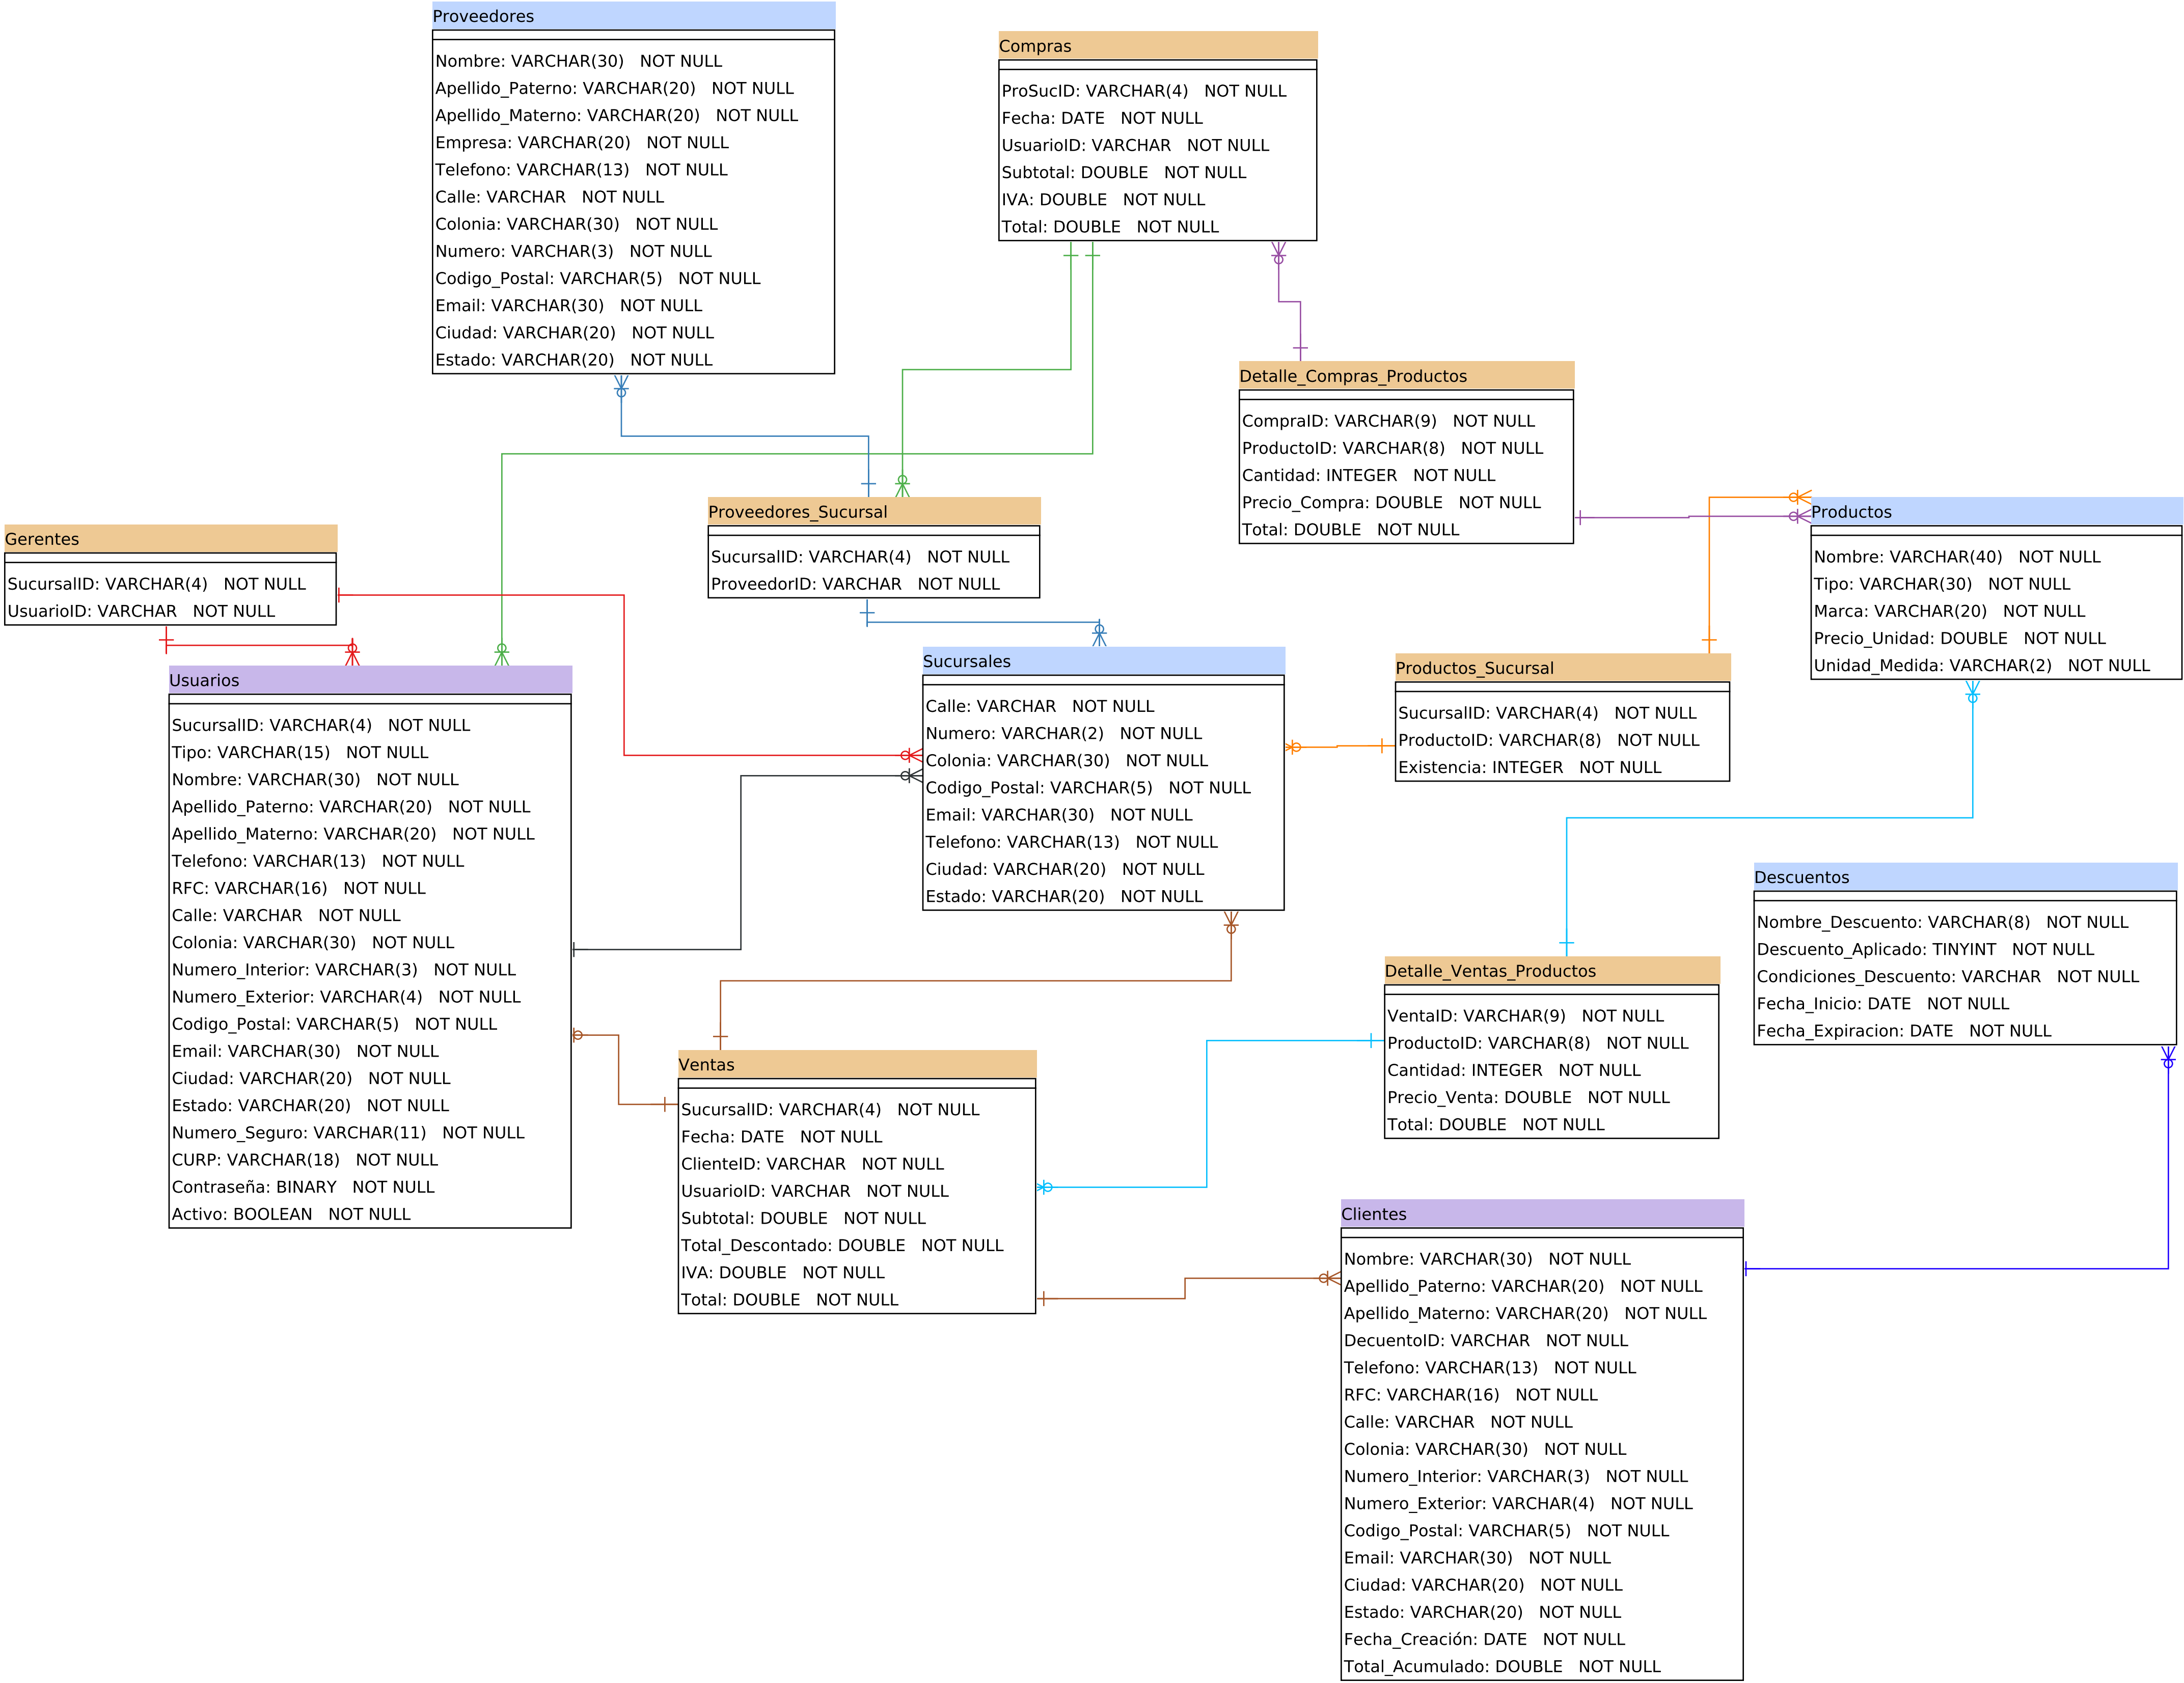 Proveedores
Nombre: VARCHAR(30) NOT NULL
Apellido_Paterno: VARCHAR(20) NOT NULL
Apellido_Materno: VARCHAR(20) NOT NULL
Empresa: VARCHAR(20) NOT NULL
Telefono: VARCHAR(13) NOT NULL
Calle: VARCHAR NOT NULL
Colonia: VARCHAR(30) NOT NULL
Numero: VARCHAR(3) NOT NULL
Codigo_Postal: VARCHAR(5) NOT NULL
Email: VARCHAR(30) NOT NULL
Ciudad: VARCHAR(20) NOT NULL
Estado: VARCHAR(20) NOT NULL
Compras
ProSucID: VARCHAR(4) NOT NULL
Fecha: DATE NOT NULL
UsuarioID: VARCHAR NOT NULL
Subtotal: DOUBLE NOT NULL
IVA: DOUBLE NOT NULL
Total: DOUBLE NOT NULL
Detalle_Compras_Productos
CompraID: VARCHAR(9) NOT NULL
ProductoID: VARCHAR(8) NOT NULL
Cantidad: INTEGER NOT NULL
Precio_Compra: DOUBLE NOT NULL
Total: DOUBLE NOT NULL
Gerentes
SucursalID: VARCHAR(4) NOT NULL
UsuarioID: VARCHAR NOT NULL
Proveedores_Sucursal
SucursalID: VARCHAR(4) NOT NULL
ProveedorID: VARCHAR NOT NULL
Productos
Nombre: VARCHAR(40) NOT NULL
Tipo: VARCHAR(30) NOT NULL
Marca: VARCHAR(20) NOT NULL
Precio_Unidad: DOUBLE NOT NULL
Unidad_Medida: VARCHAR(2) NOT NULL
Usuarios
SucursalID: VARCHAR(4) NOT NULL
Tipo: VARCHAR(15) NOT NULL
Nombre: VARCHAR(30) NOT NULL
Apellido_Paterno: VARCHAR(20) NOT NULL
Apellido_Materno: VARCHAR(20) NOT NULL
Telefono: VARCHAR(13) NOT NULL
RFC: VARCHAR(16) NOT NULL
Calle: VARCHAR NOT NULL
Colonia: VARCHAR(30) NOT NULL
Numero_Interior: VARCHAR(3) NOT NULL
Numero_Exterior: VARCHAR(4) NOT NULL
Codigo_Postal: VARCHAR(5) NOT NULL
Email: VARCHAR(30) NOT NULL
Ciudad: VARCHAR(20) NOT NULL
Estado: VARCHAR(20) NOT NULL
Numero_Seguro: VARCHAR(11) NOT NULL
CURP: VARCHAR(18) NOT NULL
Contraseña: BINARY NOT NULL
Activo: BOOLEAN NOT NULL
Sucursales
Calle: VARCHAR NOT NULL
Numero: VARCHAR(2) NOT NULL
Colonia: VARCHAR(30) NOT NULL
Codigo_Postal: VARCHAR(5) NOT NULL
Email: VARCHAR(30) NOT NULL
Telefono: VARCHAR(13) NOT NULL
Ciudad: VARCHAR(20) NOT NULL
Estado: VARCHAR(20) NOT NULL
Productos_Sucursal
SucursalID: VARCHAR(4) NOT NULL
ProductoID: VARCHAR(8) NOT NULL
Existencia: INTEGER NOT NULL
Descuentos
Nombre_Descuento: VARCHAR(8) NOT NULL
Descuento_Aplicado: TINYINT NOT NULL
Condiciones_Descuento: VARCHAR NOT NULL
Fecha_Inicio: DATE NOT NULL
Fecha_Expiracion: DATE NOT NULL
Detalle_Ventas_Productos
VentaID: VARCHAR(9) NOT NULL
ProductoID: VARCHAR(8) NOT NULL
Cantidad: INTEGER NOT NULL
Precio_Venta: DOUBLE NOT NULL
Total: DOUBLE NOT NULL
Ventas
SucursalID: VARCHAR(4) NOT NULL
Fecha: DATE NOT NULL
ClienteID: VARCHAR NOT NULL
UsuarioID: VARCHAR NOT NULL
Subtotal: DOUBLE NOT NULL
Total_Descontado: DOUBLE NOT NULL
IVA: DOUBLE NOT NULL
Total: DOUBLE NOT NULL
Clientes
Nombre: VARCHAR(30) NOT NULL
Apellido_Paterno: VARCHAR(20) NOT NULL
Apellido_Materno: VARCHAR(20) NOT NULL
DecuentoID: VARCHAR NOT NULL
Telefono: VARCHAR(13) NOT NULL
RFC: VARCHAR(16) NOT NULL
Calle: VARCHAR NOT NULL
Colonia: VARCHAR(30) NOT NULL
Numero_Interior: VARCHAR(3) NOT NULL
Numero_Exterior: VARCHAR(4) NOT NULL
Codigo_Postal: VARCHAR(5) NOT NULL
Email: VARCHAR(30) NOT NULL
Ciudad: VARCHAR(20) NOT NULL
Estado: VARCHAR(20) NOT NULL
Fecha_Creación: DATE NOT NULL
Total_Acumulado: DOUBLE NOT NULL